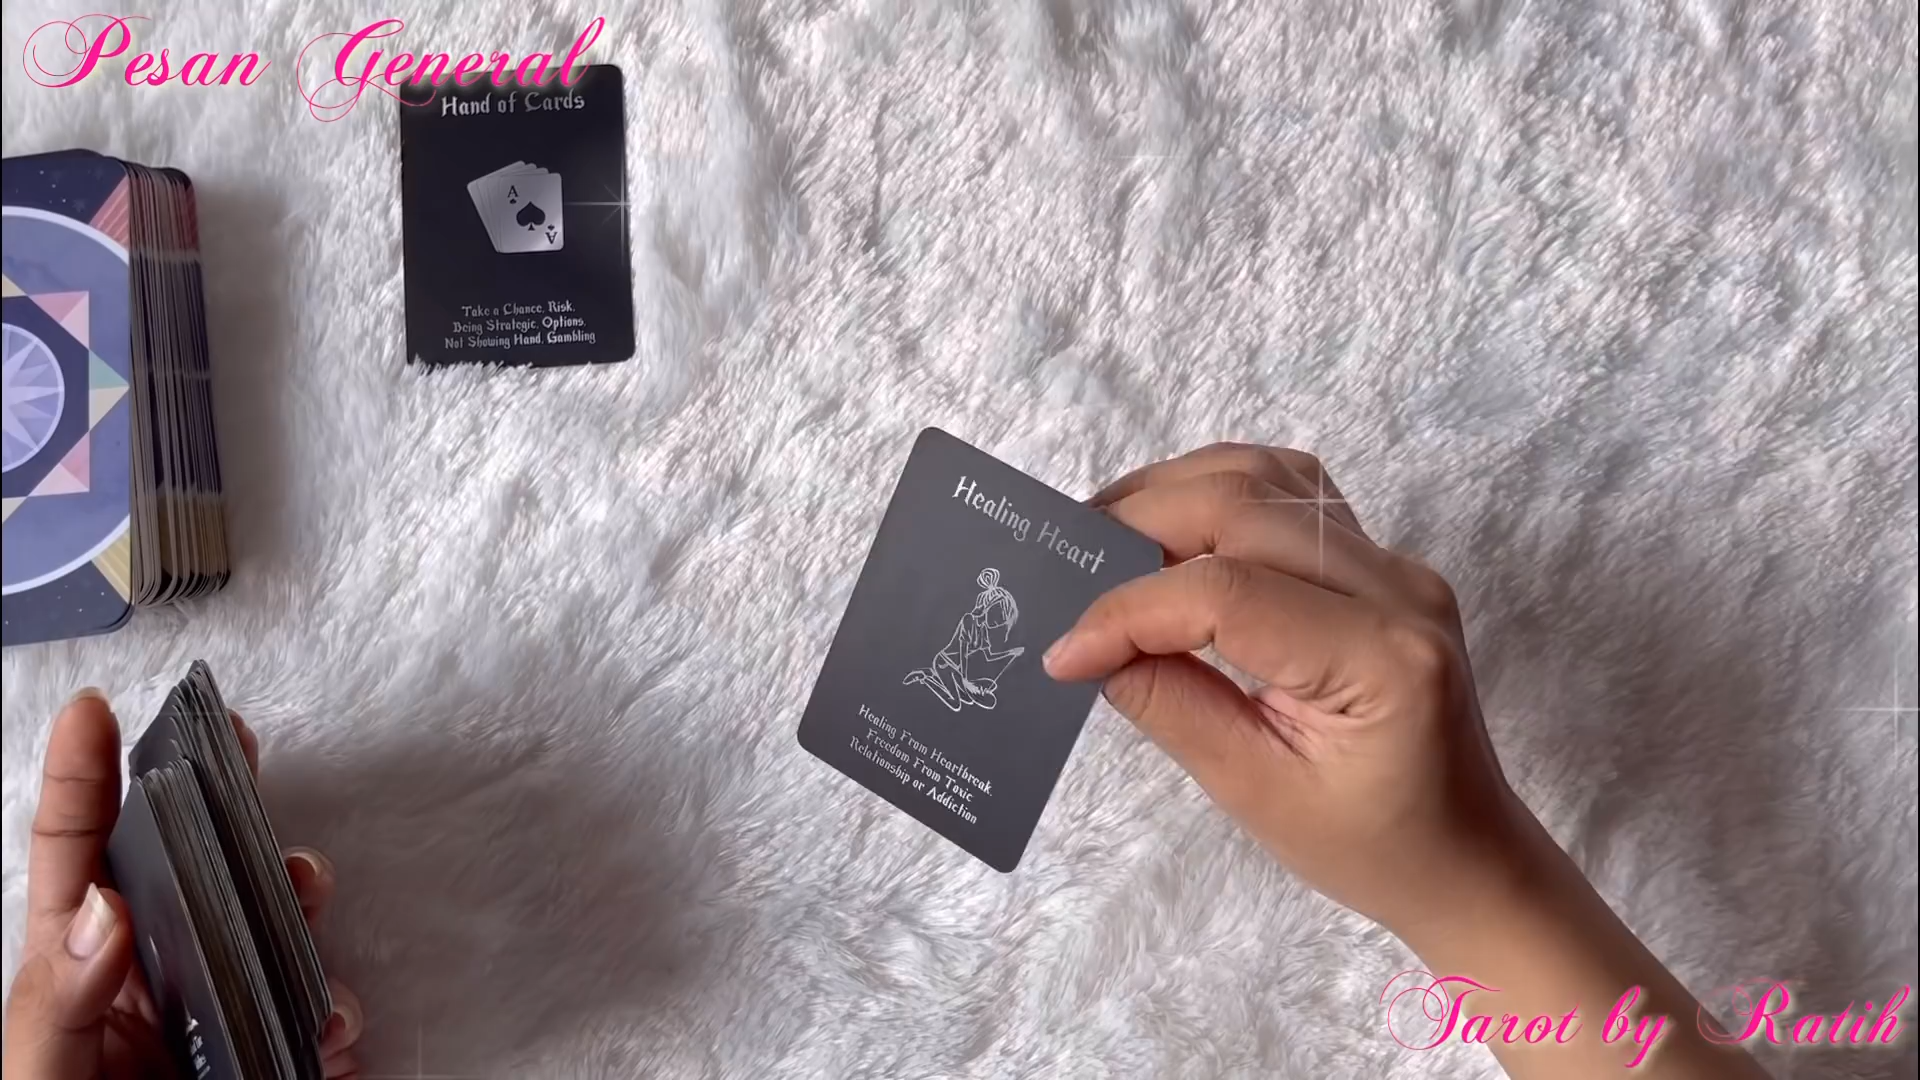 Pesan General
Hand of Cards
A
A
Take a Chance, Risk,
Being Strategic, Options,
Not Showing Hand, Gambling
Healing Heart
Healing From Heartbreak,
Freedom From Toxic
Relationship or Addiction
Tarot by Ratih